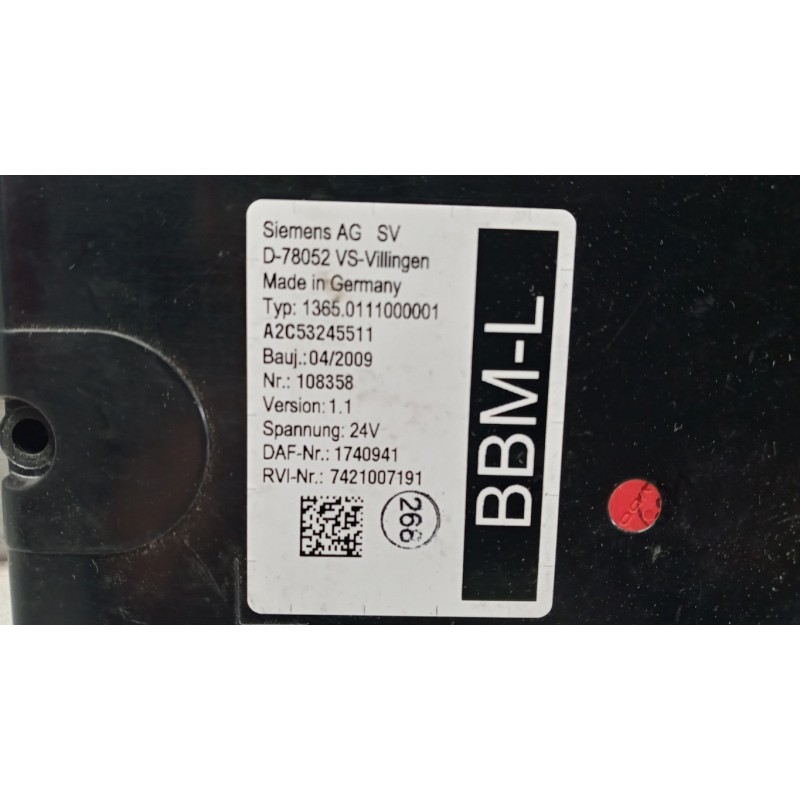 Siemens AG SV
D-78052 VS-Villingen
Made in Germany
Typ: 1365.0111000001
A2C53245511
Bauj.: 04/2009
Nr.: 108358
Version: 1.1
Spannung: 24V
DAF-Nr.: 1740941
RVI-Nr.: 7421007191
268
BBM-L